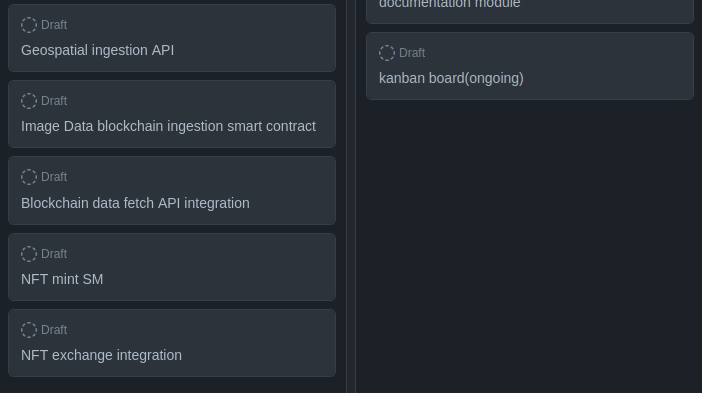 Draft
Geospatial ingestion API
Draft
Image Data blockchain ingestion smart contract
Draft
Blockchain data fetch API integration
Draft
NFT mint SM
Draft
NFT exchange integration
documentation module
Draft
kanban board(ongoing)